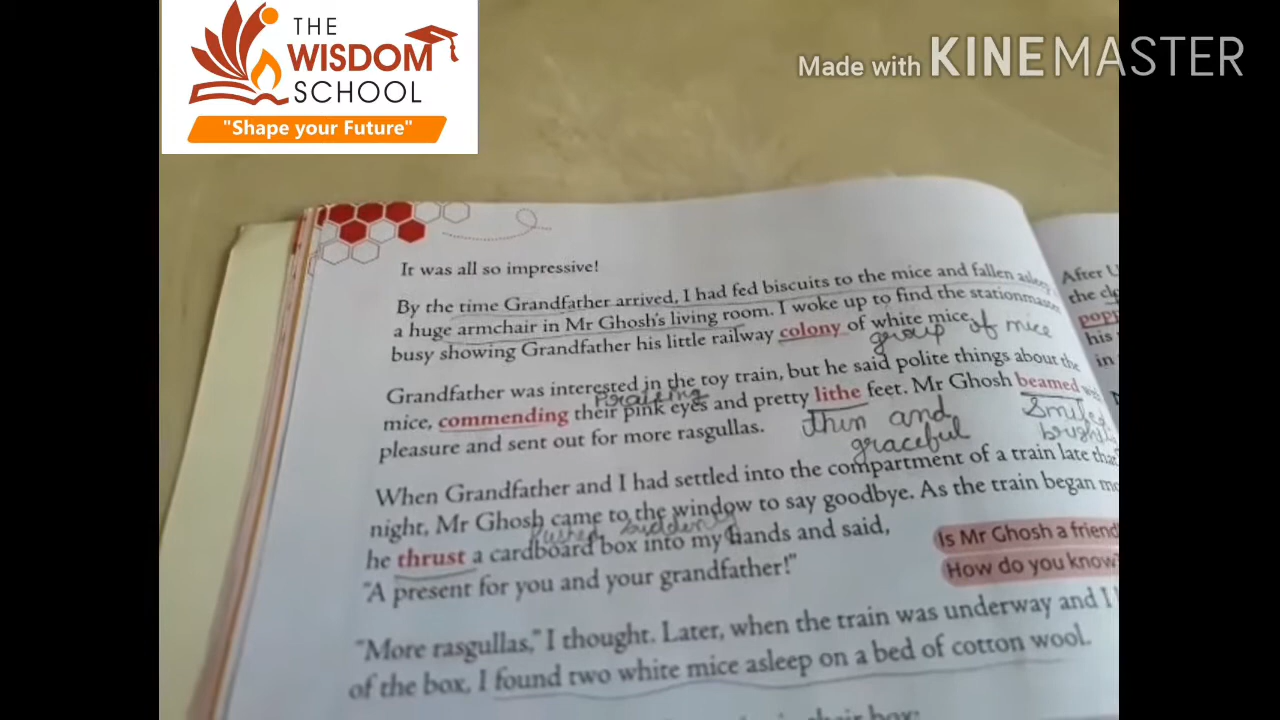 THE
WISDOM
SCHOOL
"Shape your Future"
Made with KINEMASTER
It was all so impressive!
By the time Grandfather arrived, I had fed biscuits to the mice and fallen asleep
a huge armchair in Mr Ghosh's living room. I woke up to find the stationmaster
busy showing Grandfather his little railway colony of white mice.
group of mice
Grandfather was interested in the toy train, but he said polite things about the
mice, commending their pink eyes and pretty lithe feet. Mr Ghosh beamed with
thin and
graceful
Smiled
pleasure and sent out for more rasgullas.
When Grandfather and I had settled into the compartment of a train late that
night, Mr Ghosh came to the window to say goodbye. As the train began
Pushed suddenly
he thrust a cardboard box into my hands and said,
"A present for you and your grandfather!"
Is Mr Ghosh a friend
How do you know
"More rasgullas," I thought. Later, when the train was underway and I
of the box, I found two white mice asleep on a bed of cotton wool.
box:
After
the
his
in